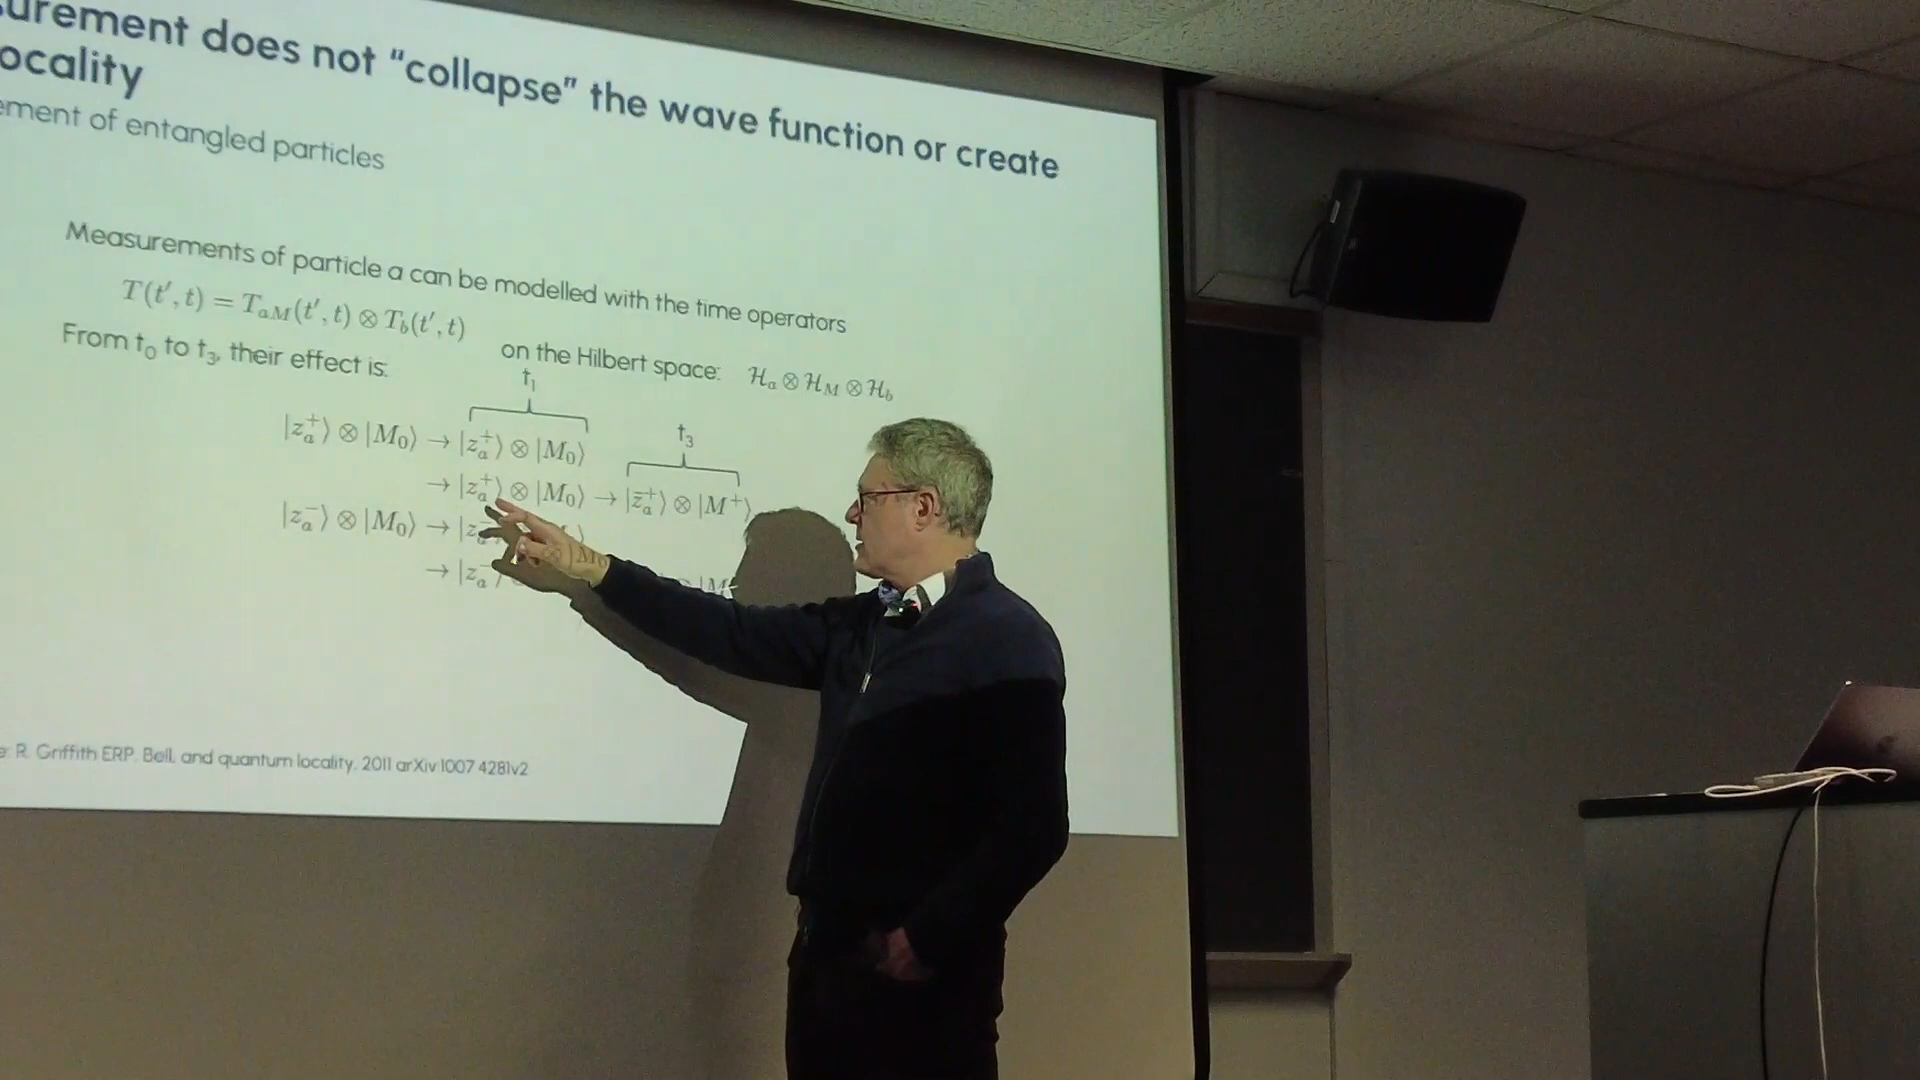 urement does not “collapse” the wave function or create
ocality
ement of entangled particles
Measurements of particle a can be modelled with the time operators
T(t′, t) = T_{aM}(t′, t) ⊗ T_b(t′, t)
on the Hilbert space: ℋ_a ⊗ ℋ_M ⊗ ℋ_b
From t₀ to t₃, their effect is:
t₁
t₃
|z_a^+⟩ ⊗ |M₀⟩ → |z_a^+⟩ ⊗ |M₀⟩
→ |z_a^+⟩ ⊗ |M₀⟩ → |z̄_a^+⟩ ⊗ |M^+⟩,
|z_a^-⟩ ⊗ |M₀⟩ → |z_a^-
→ |z_a^-⟩ ⊗ |M₀
e: R. Griffith ERP, Bell, and quantum locality. 2011 arXiv:1007.4281v2